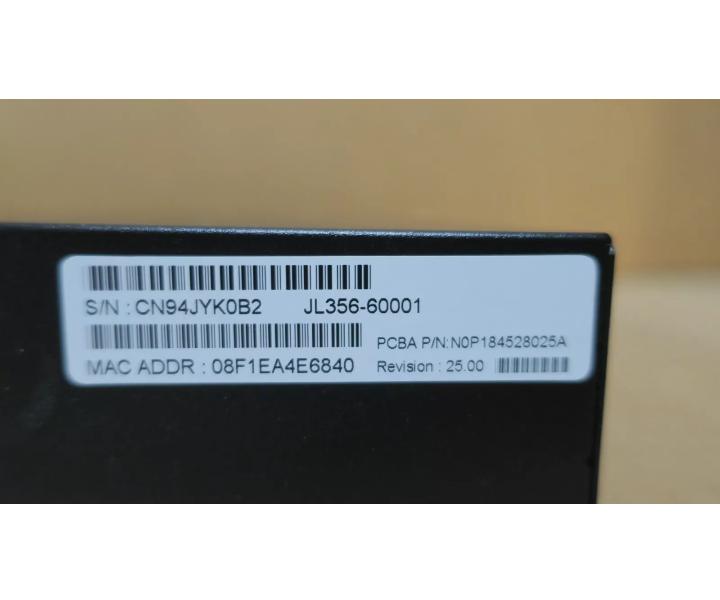 S/N : CN94JYK0B2 JL356-60001
PCBA P/N: N0P184528025A
MAC ADDR : 08F1EA4E6840 Revision : 25.00